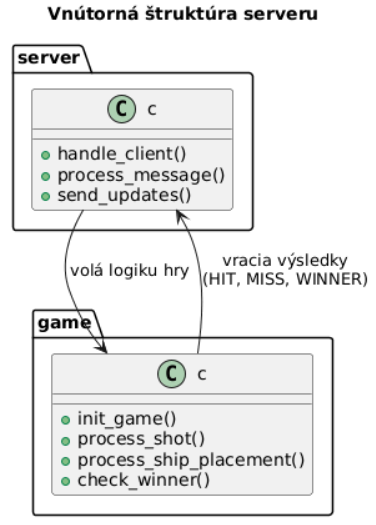 Vnútorná štruktúra serveru
server
C c
handle_client()
process_message()
send_updates()
volá logiku hry
vracia výsledky
(HIT, MISS, WINNER)
game
C c
init_game()
process_shot()
process_ship_placement()
check_winner()